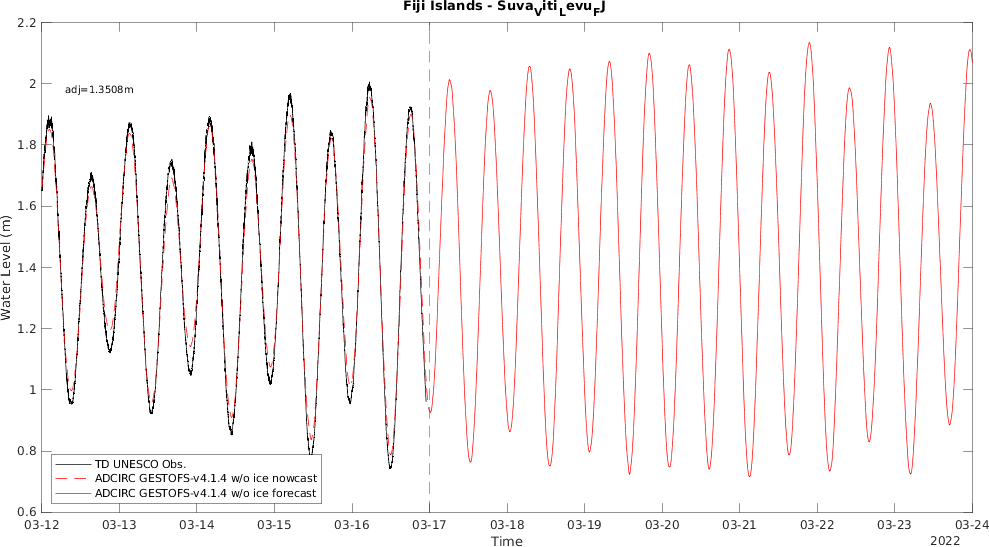 Fiji Islands - SuvaVitiLevuFJ
2.2
2
adj=1.3508m
1.8
1.6
1.4
Water Level (m)
1.2
1
0.8
TD UNESCO Obs.
ADCIRC GESTOFS-v4.1.4 w/o ice nowcast
ADCIRC GESTOFS-v4.1.4 w/o ice forecast
0.6
03-12 03-13 03-14 03-15 03-16 03-17 03-18 03-19 03-20 03-21 03-22 03-23 03-24
Time
2022